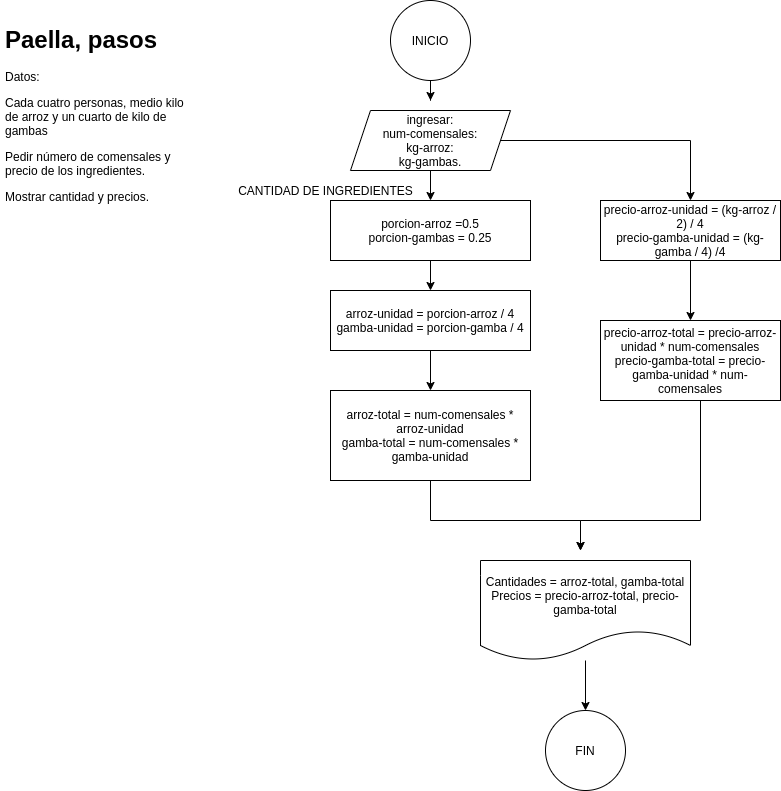 Paella, pasos
Datos:
Cada cuatro personas, medio kilo
de arroz y un cuarto de kilo de
gambas
Pedir número de comensales y
precio de los ingredientes.
Mostrar cantidad y precios.
INICIO
ingresar:
num-comensales:
kg-arroz:
kg-gambas.
CANTIDAD DE INGREDIENTES
porcion-arroz =0.5
porcion-gambas = 0.25
arroz-unidad = porcion-arroz / 4
gamba-unidad = porcion-gamba / 4
arroz-total = num-comensales *
arroz-unidad
gamba-total = num-comensales *
gamba-unidad
precio-arroz-unidad = (kg-arroz /
2) / 4
precio-gamba-unidad = (kg-
gamba / 4) /4
precio-arroz-total = precio-arroz-
unidad * num-comensales
precio-gamba-total = precio-
gamba-unidad * num-
comensales
Cantidades = arroz-total, gamba-total
Precios = precio-arroz-total, precio-
gamba-total
FIN